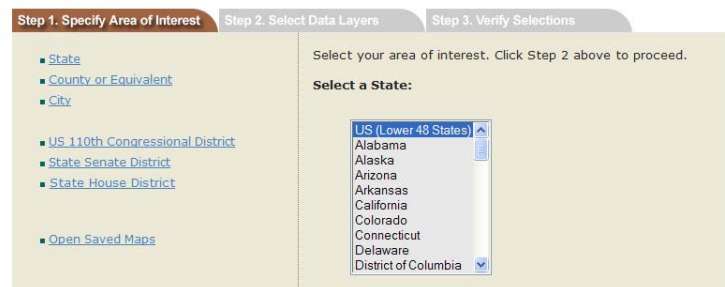 Step 1. Specify Area of Interest
Step 2. Select Data Layers
Step 3. Verify Selections
State
County or Equivalent
City
US 110th Congressional District
State Senate District
State House District
Open Saved Maps
Select your area of interest. Click Step 2 above to proceed.
Select a State:
US (Lower 48 States)
Alabama
Alaska
Arizona
Arkansas
California
Colorado
Connecticut
Delaware
District of Columbia